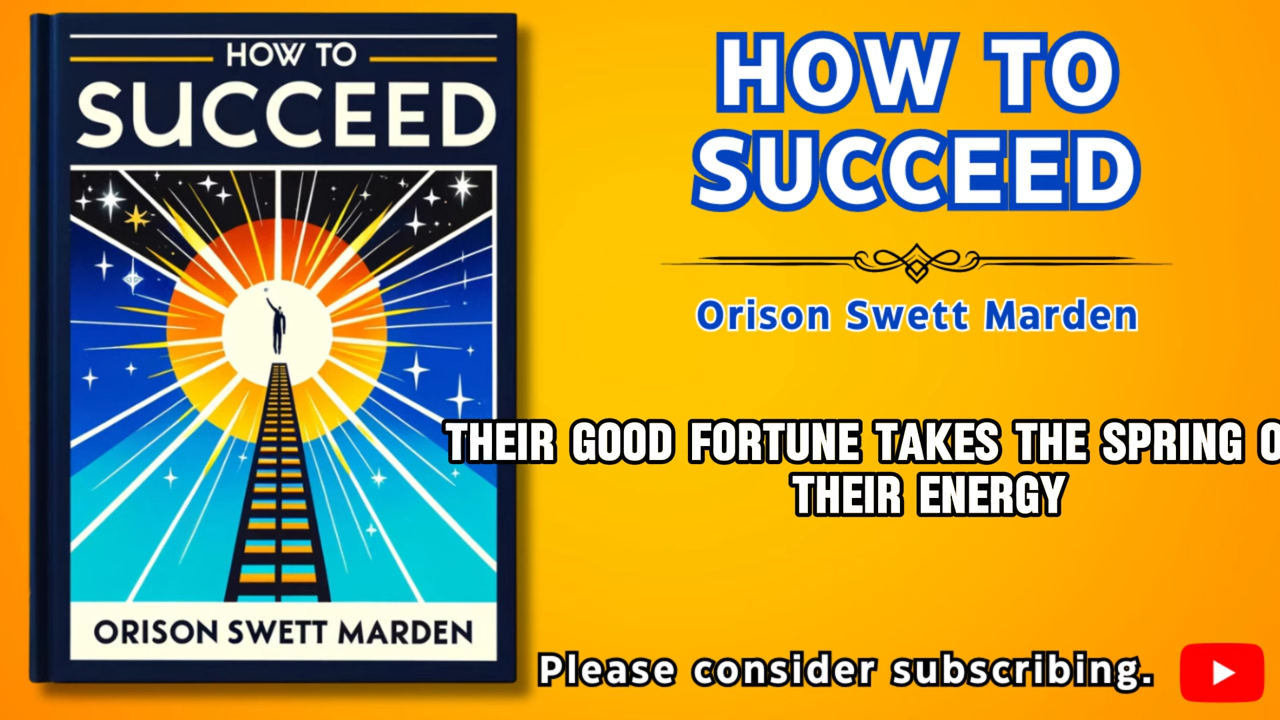 HOW TO
SUCCEED
ORISON SWETT MARDEN
HOW TO
SUCCEED
Orison Swett Marden
THEIR GOOD FORTUNE TAKES THE SPRING
THEIR ENERGY
Please consider subscribing.